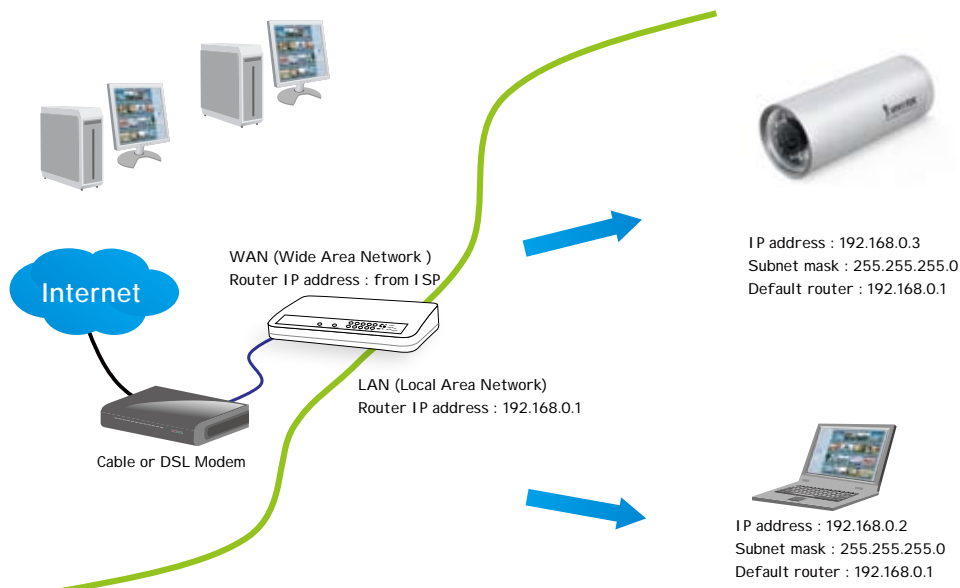 WAN (Wide Area Network )
Router IP address : from ISP
Internet
LAN (Local Area Network)
Router IP address : 192.168.0.1
Cable or DSL Modem
IP address : 192.168.0.3
Subnet mask : 255.255.255.0
Default router : 192.168.0.1
IP address : 192.168.0.2
Subnet mask : 255.255.255.0
Default router : 192.168.0.1